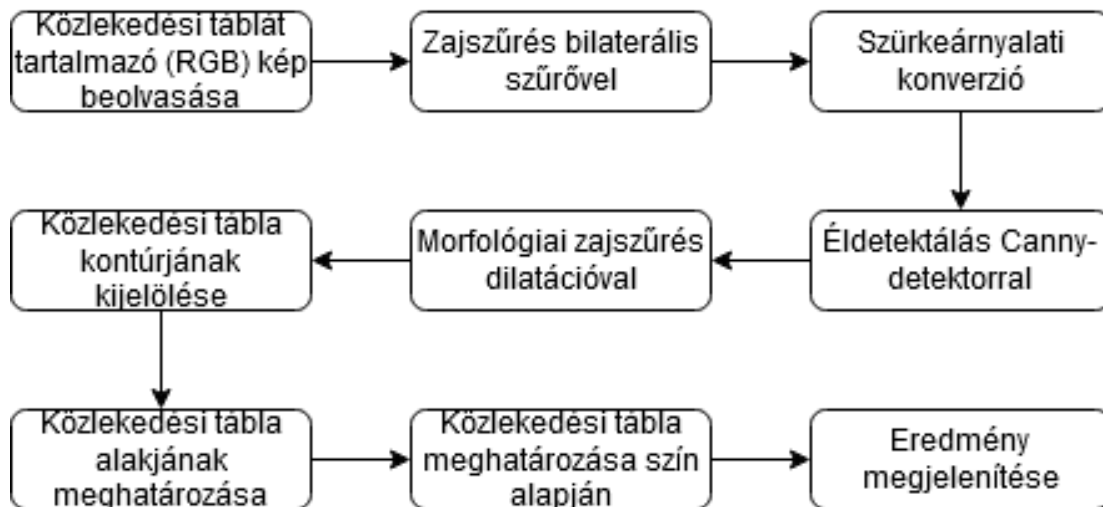 Közlekedési táblát
tartalmazó (RGB) kép
beolvasása
Zajszűrés bilaterális
szűrővel
Szürkeárnyalati
konverzió
Éldetektálás Canny-
detektorral
Morfológiai zajszűrés
dilatációval
Közlekedési tábla
kontúrjának
kijelölése
Közlekedési tábla
alakjának
meghatározása
Közlekedési tábla
meghatározása szín
alapján
Eredmény
megjelenítése